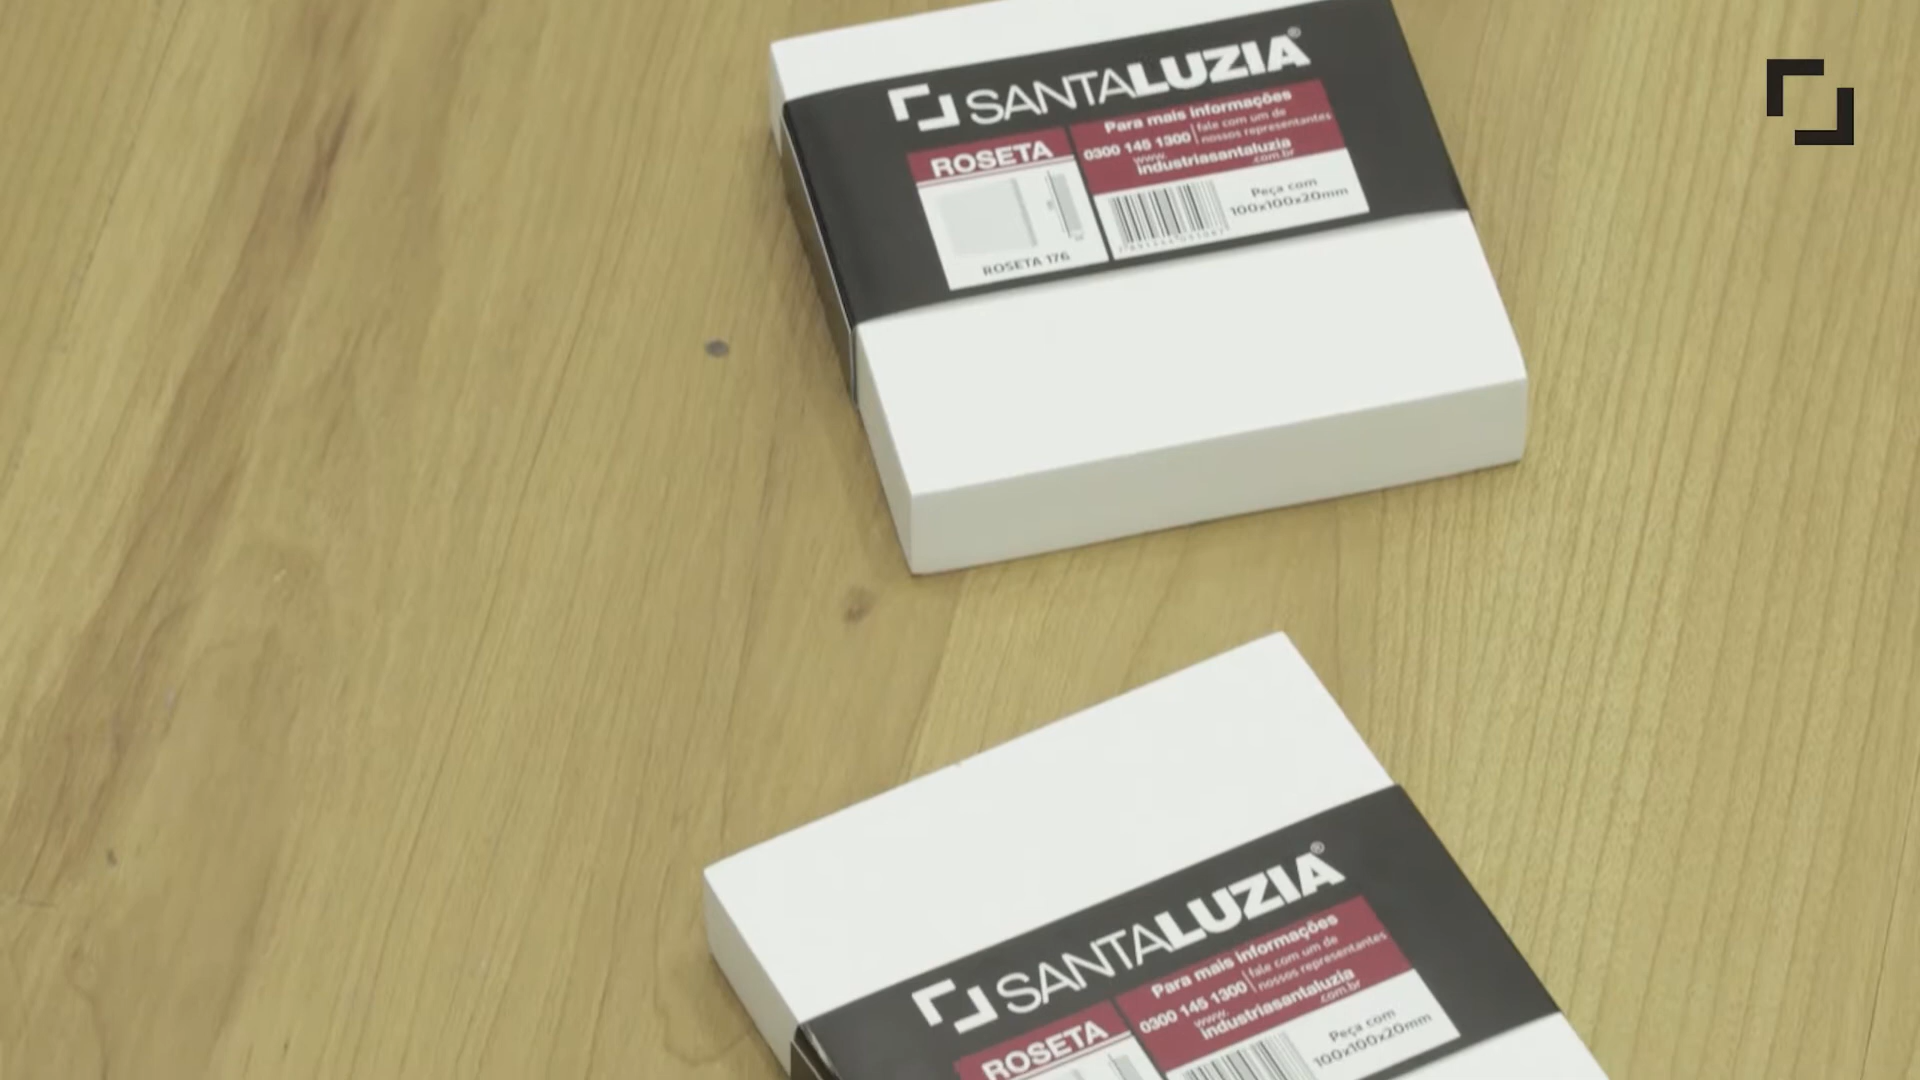 SANTALUZIA®
ROSETA
ROSETA 176
Para mais informações
0300 145 1300
fale com um de
nossos representantes
www.
industriasantaluzia
.com.br
Peça com
100x100x20mm
SANTALUZIA®
ROSETA
Para mais informações
0300 145 1300
fale com um de
nossos representantes
www.
industriasantaluzia
.com.br
Peça com
100x100x20mm